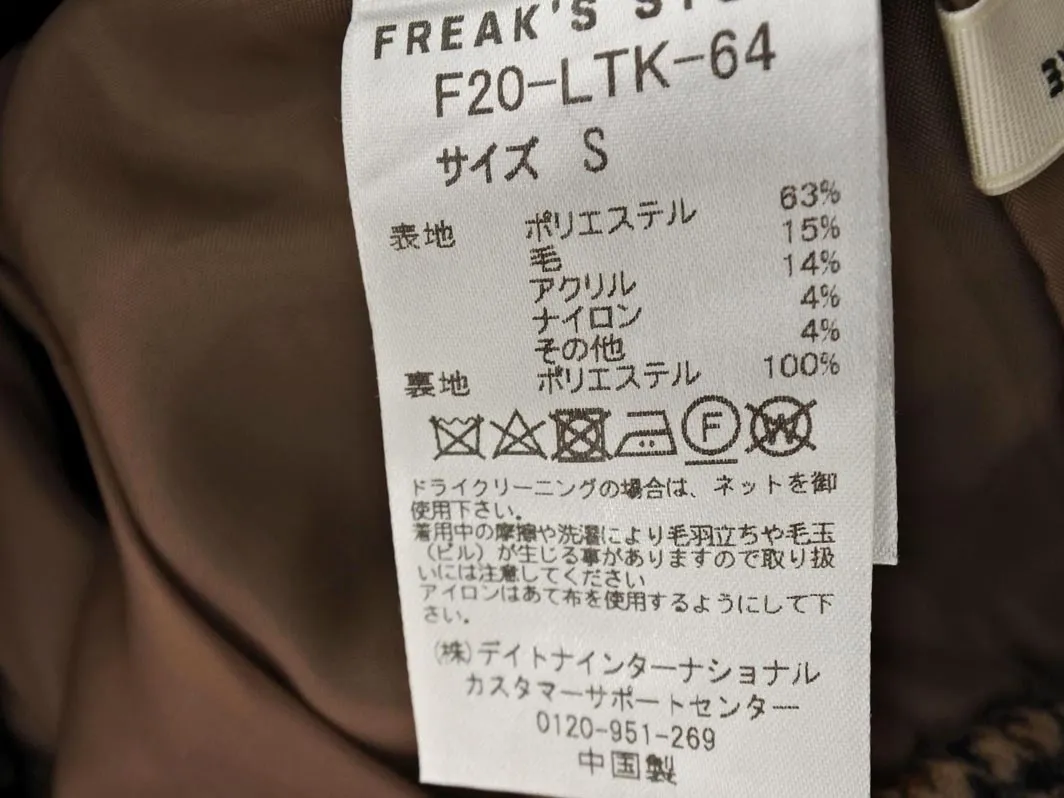 FREAK'S
F20-LTK-64
サイズ S
表地 ポリエステル 63%
毛 15%
アクリル 14%
ナイロン 4%
その他 4%
裏地 ポリエステル 100%
F W
ドライクリーニングの場合は、ネットを御
使用下さい。
着用中の摩擦や洗濯により毛羽立ちや毛玉
(ピル)が生じる事がありますので取り扱
いには注意してください
アイロンはあて布を使用するようにして下
さい。
(株)デイトナインターナショナル
カスタマーサポートセンター
0120-951-269
中国製